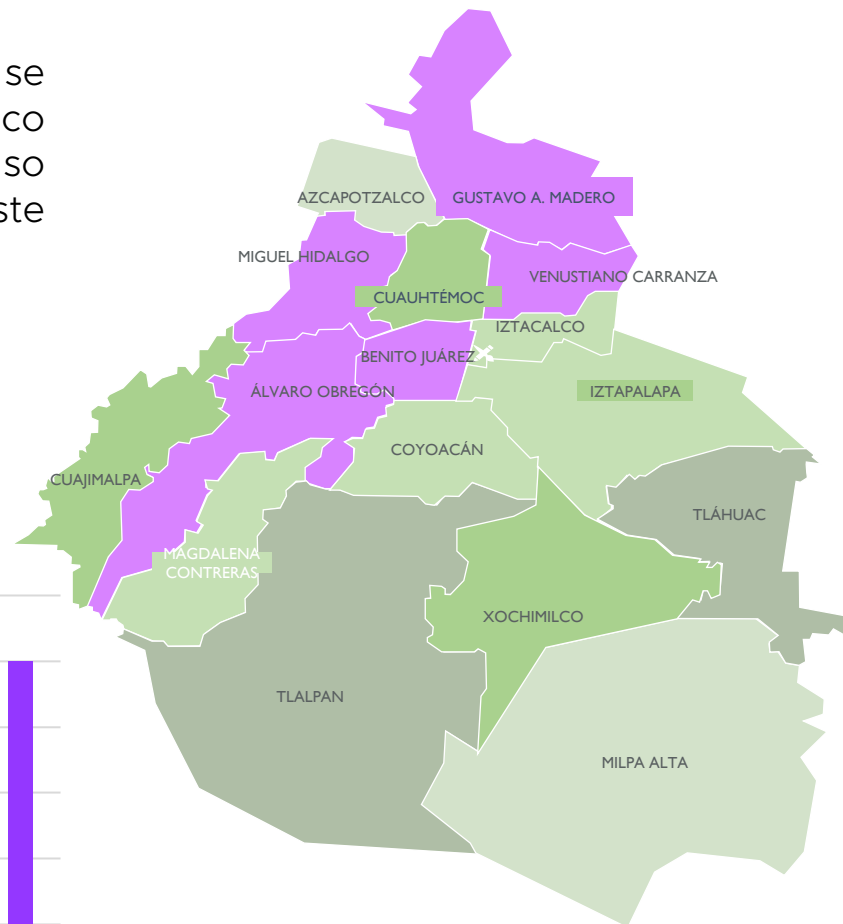 se
co
so
ste
AZCAPOTZALCO
GUSTAVO A. MADERO
MIGUEL HIDALGO
VENUSTIANO CARRANZA
CUAUHTÉMOC
IZTACALCO
BENITO JUÁREZ
ÁLVARO OBREGÓN
IZTAPALAPA
COYOACÁN
CUAJIMALPA
TLÁHUAC
MAGDALENA
CONTRERAS
XOCHIMILCO
TLALPAN
MILPA ALTA